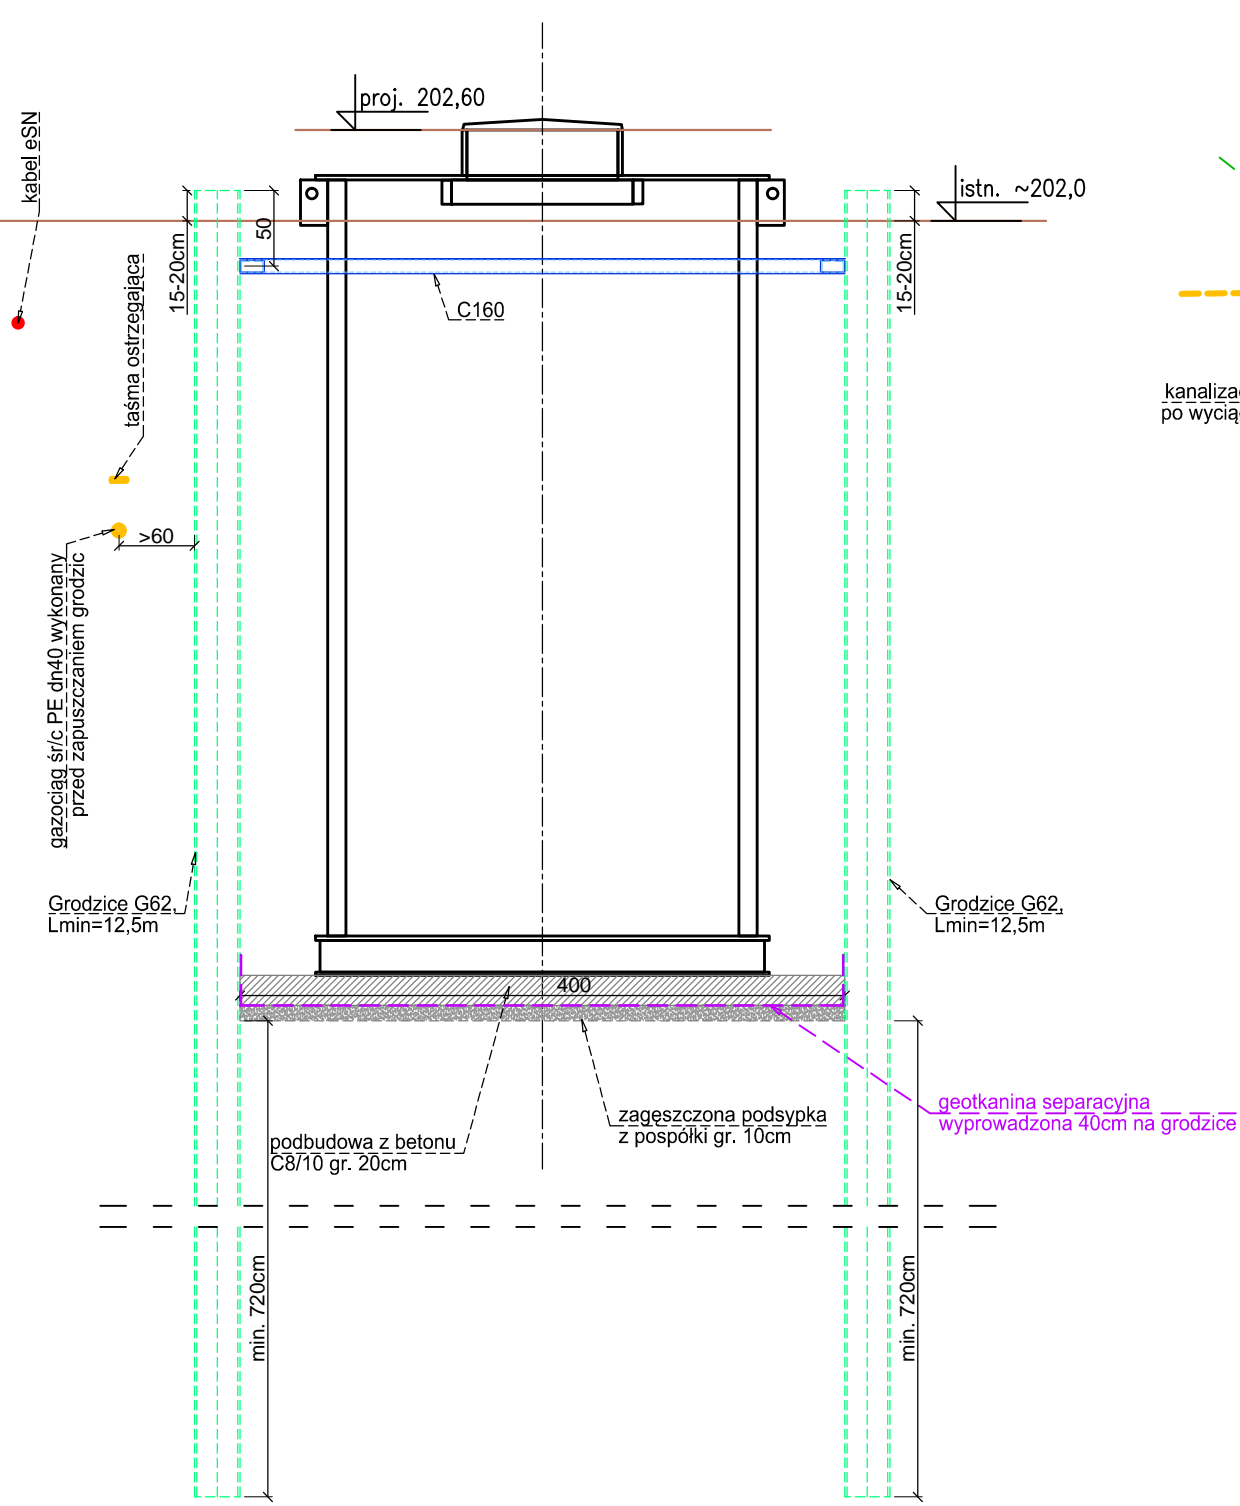 proj. 202,60
kabel eSN
istn. ~202,0
15-20cm
50
15-20cm
taśma ostrzegająca
C160
kanaliza
po wycią
>60
gazociąg śr/c PE dn40 wykonany
przed zapuszczaniem grodzic
Grodzice G62,
Lmin=12,5m
Grodzice G62,
Lmin=12,5m
400
geotkanina separacyjna
wyprowadzona 40cm na grodzice
zagęszczona podsypka
z pospółki gr. 10cm
podbudowa z betonu
C8/10 gr. 20cm
min. 720cm
min. 720cm